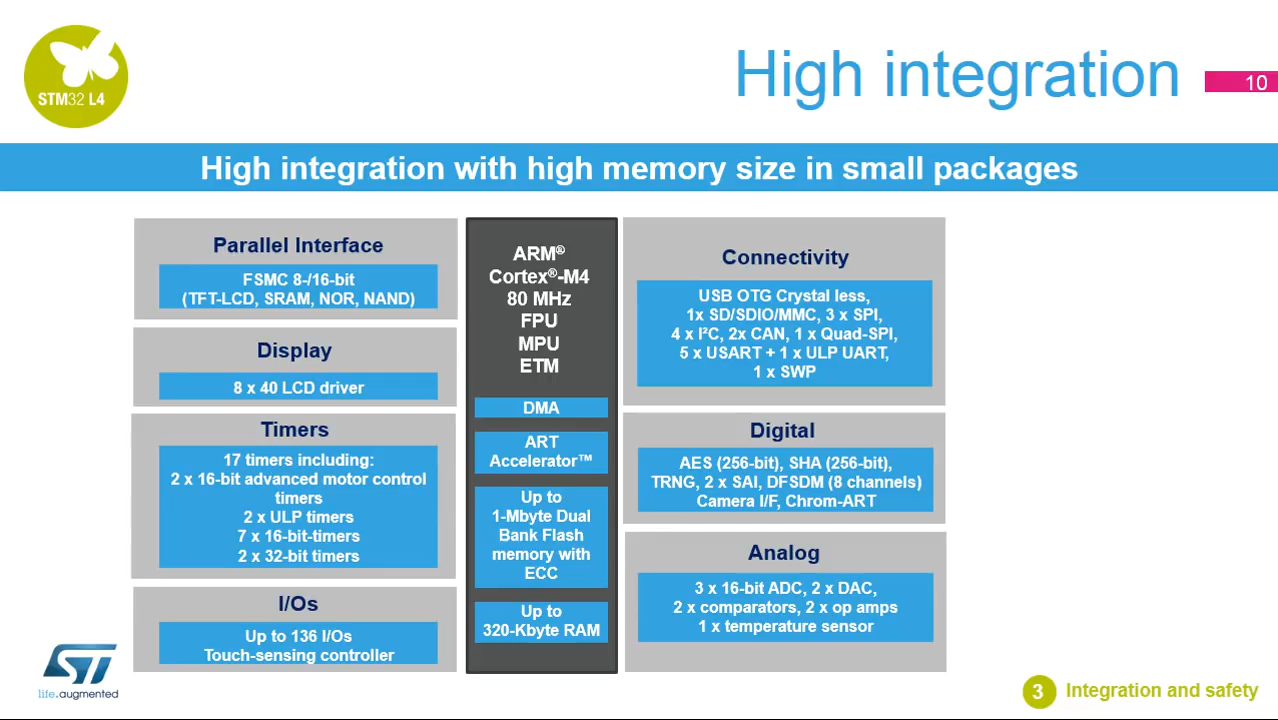 STM32 L4
High integration
10
High integration with high memory size in small packages
Parallel Interface
FSMC 8-/16-bit
(TFT-LCD, SRAM, NOR, NAND)
Display
8 x 40 LCD driver
Timers
17 timers including:
2 x 16-bit advanced motor control
timers
2 x ULP timers
7 x 16-bit-timers
2 x 32-bit timers
I/Os
Up to 136 I/Os
Touch-sensing controller
ARM®
Cortex®-M4
80 MHz
FPU
MPU
ETM
DMA
ART
Accelerator™
Up to
1-Mbyte Dual
Bank Flash
memory with
ECC
Up to
320-Kbyte RAM
Connectivity
USB OTG Crystal less,
1x SD/SDIO/MMC, 3 x SPI,
4 x I²C, 2x CAN, 1 x Quad-SPI,
5 x USART + 1 x ULP UART,
1 x SWP
Digital
AES (256-bit), SHA (256-bit),
TRNG, 2 x SAI, DFSDM (8 channels)
Camera I/F, Chrom-ART
Analog
3 x 16-bit ADC, 2 x DAC,
2 x comparators, 2 x op amps
1 x temperature sensor
ST
life.augmented
3 Integration and safety